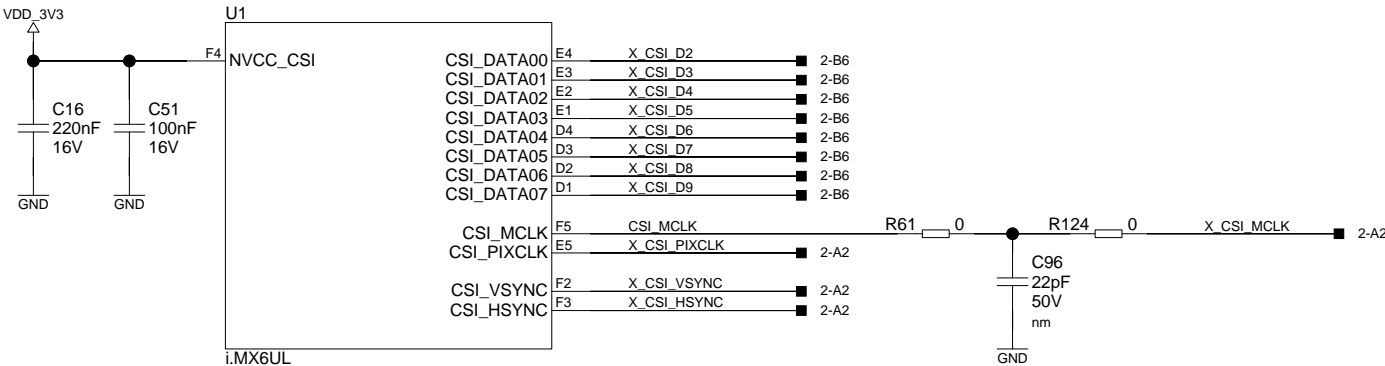 VDD_3V3
U1
F4 NVCC_CSI
C16
220nF
16V
GND
C51
100nF
16V
GND
CSI_DATA00 E4 X_CSI_D2 2-B6
CSI_DATA01 E3 X_CSI_D3 2-B6
CSI_DATA02 E2 X_CSI_D4 2-B6
CSI_DATA03 E1 X_CSI_D5 2-B6
CSI_DATA04 D4 X_CSI_D6 2-B6
CSI_DATA05 D3 X_CSI_D7 2-B6
CSI_DATA06 D2 X_CSI_D8 2-B6
CSI_DATA07 D1 X_CSI_D9 2-B6
CSI_MCLK F5 CSI_MCLK R61 0 R124 0 X_CSI_MCLK 2-A2
CSI_PIXCLK E5 X_CSI_PIXCLK 2-A2
CSI_VSYNC F2 X_CSI_VSYNC 2-A2
CSI_HSYNC F3 X_CSI_HSYNC 2-A2
C96
22pF
50V
nm
GND
i.MX6UL